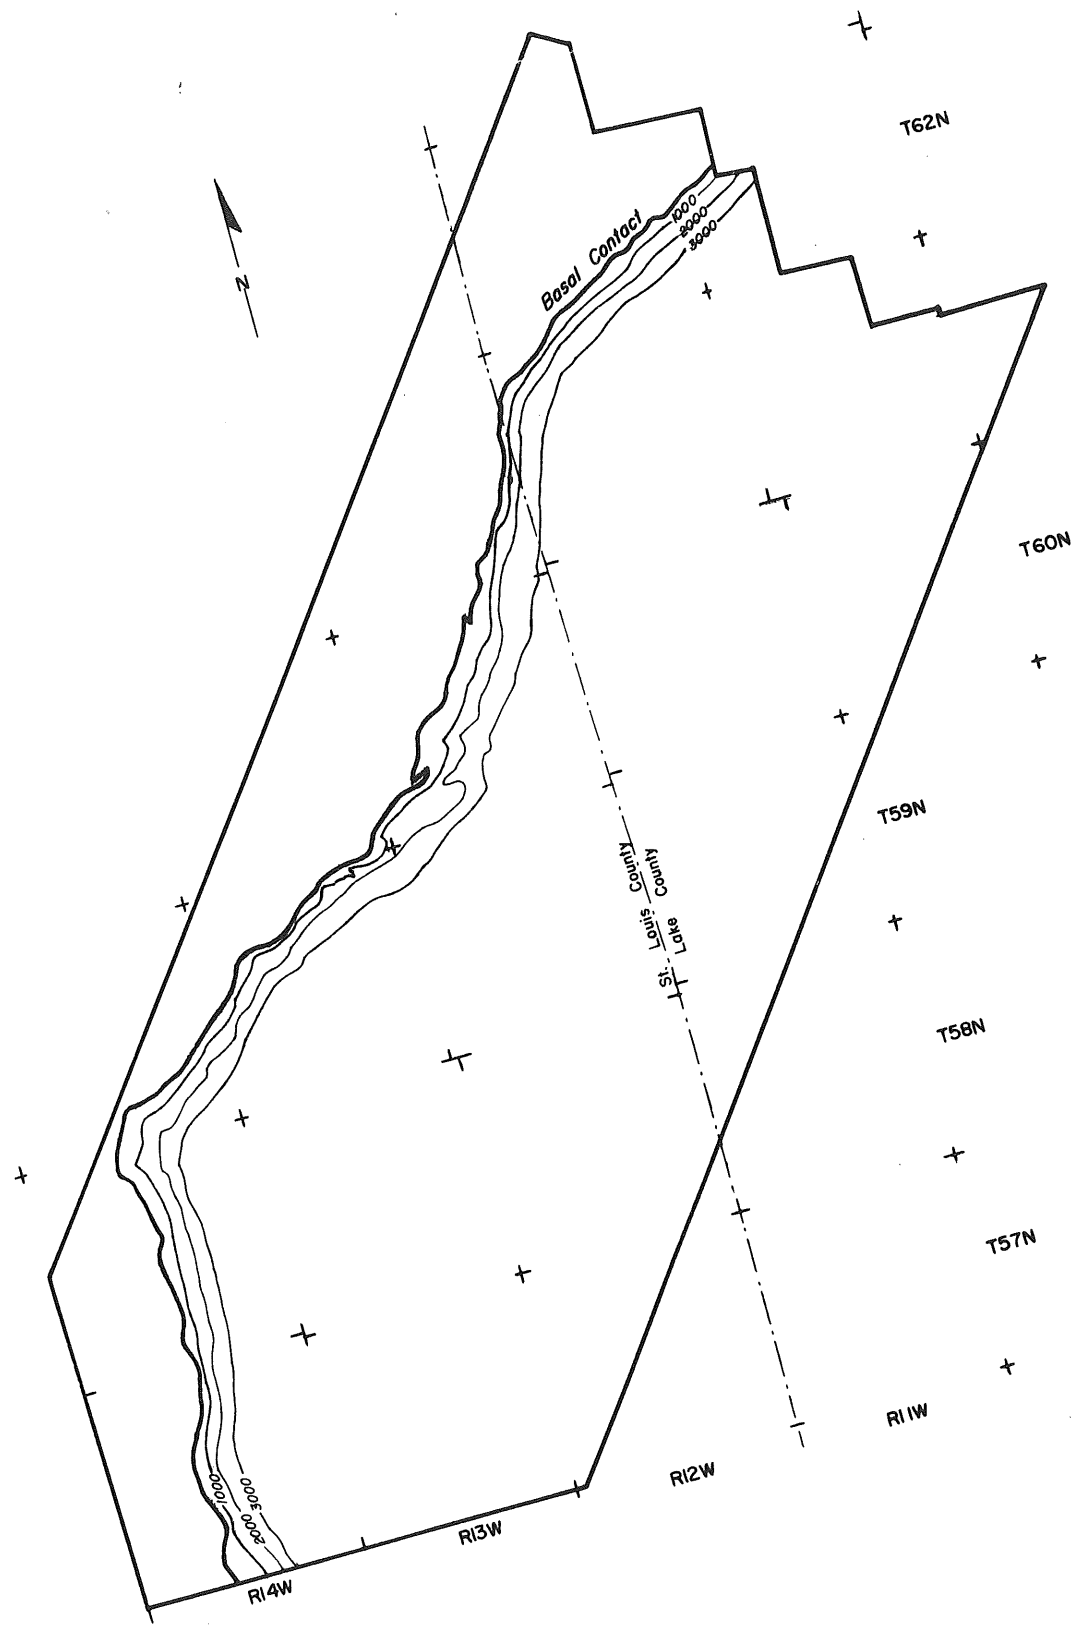 T62N
1000
2000
3000
Basal Contact
N
T60N
T59N
St. Louis County
Lake County
T58N
T57N
R11W
R12W
R13W
R14W
1000
2000
3000